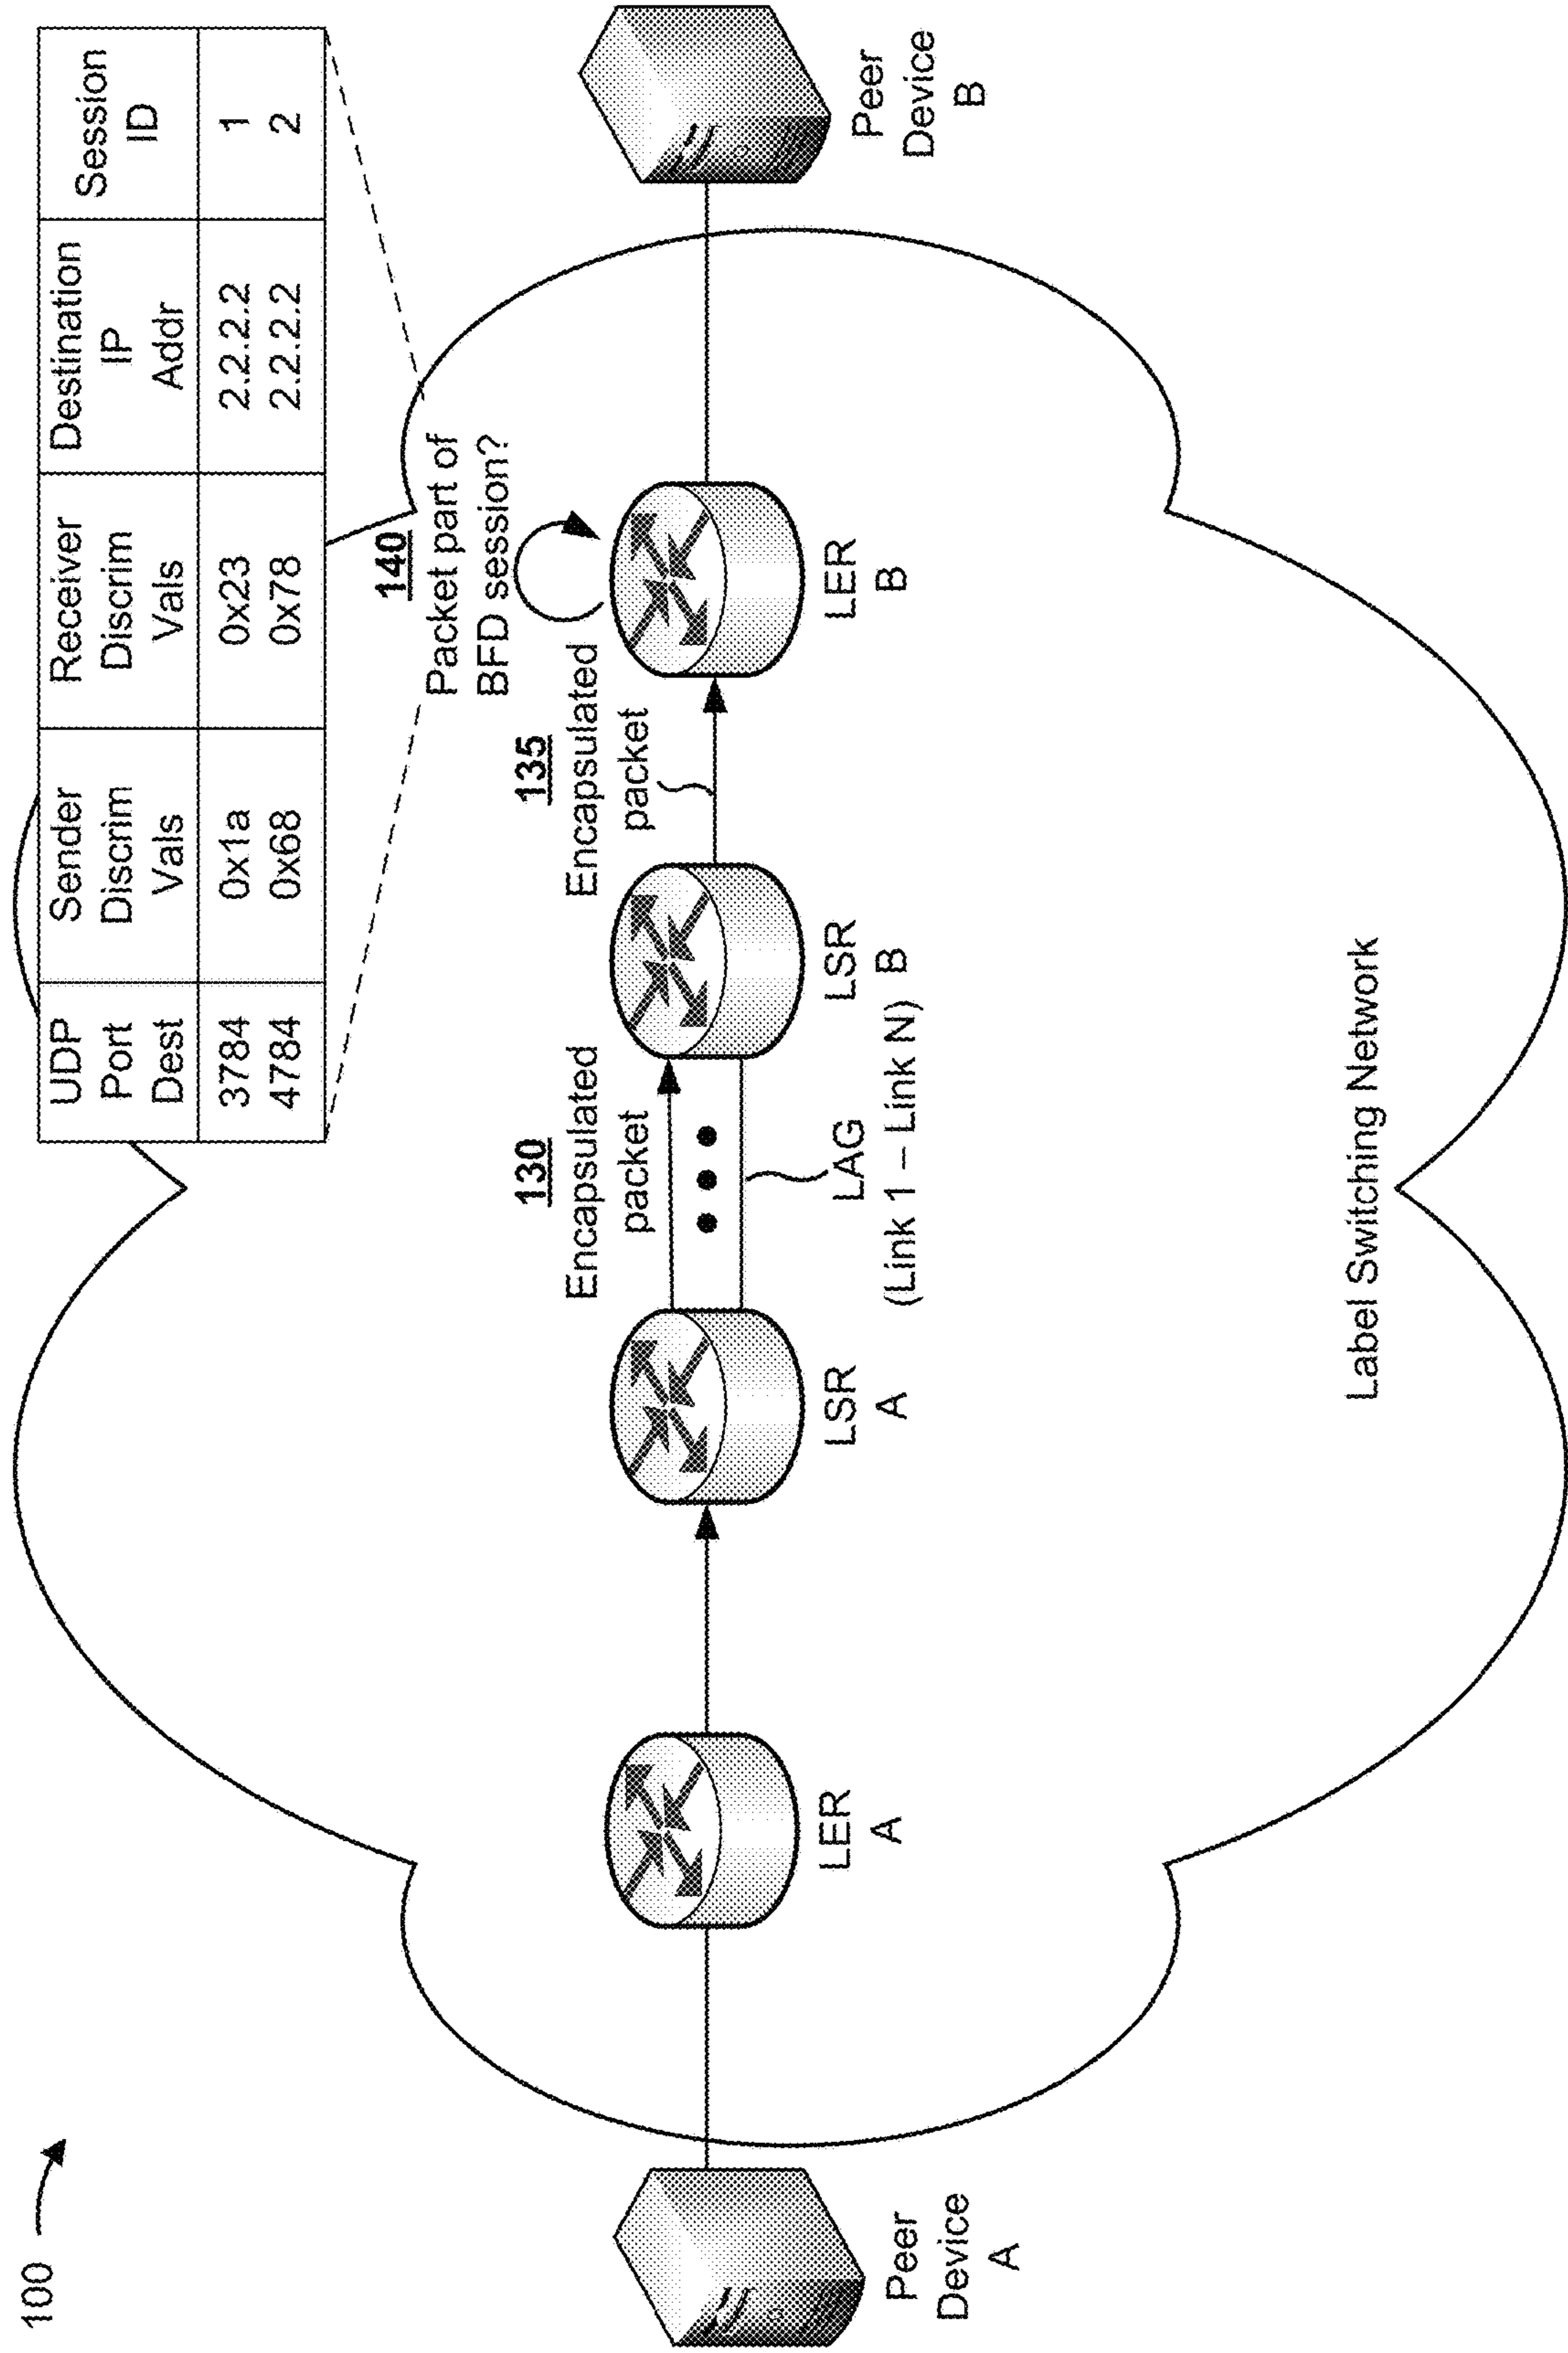 100
UDP Port Dest
Sender Discrim Vals
Receiver Discrim Vals
Destination IP Addr
Session ID
3784 0x1a 0x23 2.2.2.2 1
4784 0x68 0x78 2.2.2.2 2
140
Packet part of
BFD session?
130
Encapsulated
packet
135
Encapsulated
packet
Peer
Device
A
LER
A
LSR
A
LAG
(Link 1 – Link N)
LSR
B
LER
B
Peer
Device
B
Label Switching Network